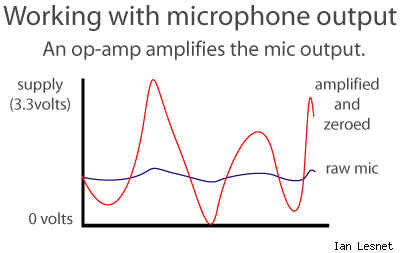 Working with microphone output
An op-amp amplifies the mic output.
supply
(3.3volts)
amplified
and
zeroed
raw mic
0 volts
Ian Lesnet